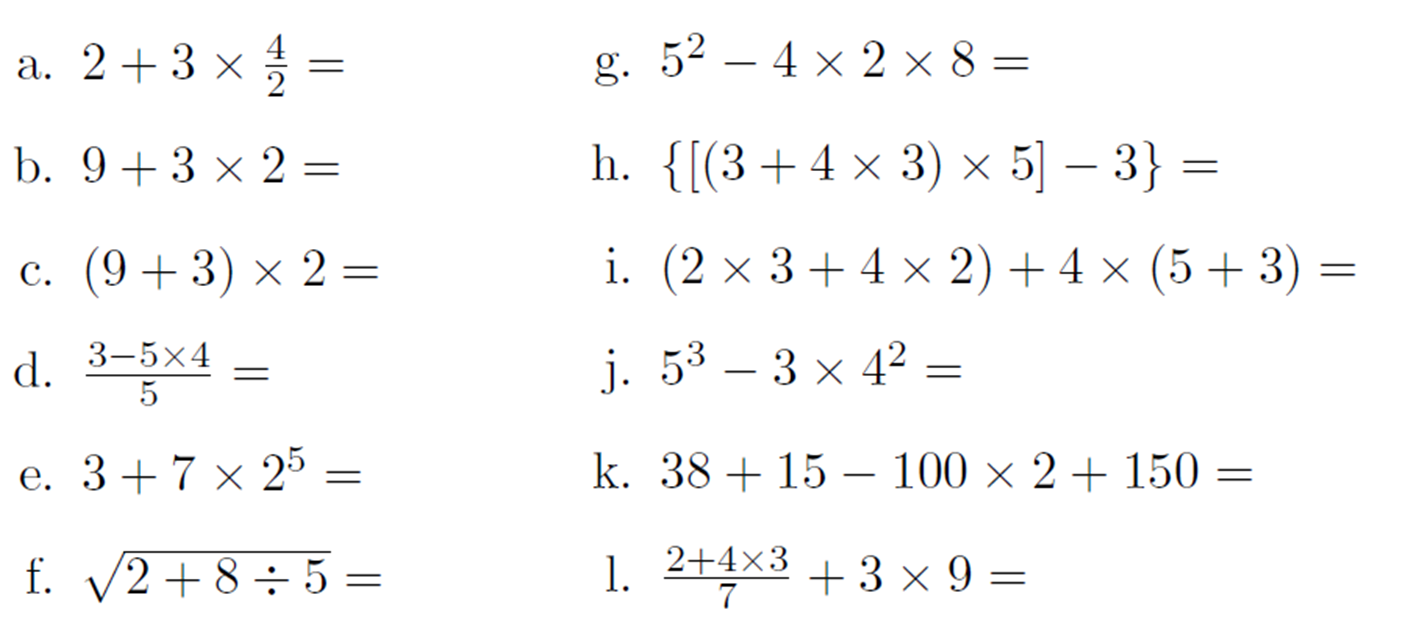 a. 2 + 3 × 4/2 =
b. 9 + 3 × 2 =
c. (9 + 3) × 2 =
d. (3−5×4)/5 =
e. 3 + 7 × 2⁵ =
f. √(2 + 8 ÷ 5) =
g. 5² − 4 × 2 × 8 =
h. {[(3 + 4 × 3) × 5] − 3} =
i. (2 × 3 + 4 × 2) + 4 × (5 + 3) =
j. 5³ − 3 × 4² =
k. 38 + 15 − 100 × 2 + 150 =
l. (2+4×3)/7 + 3 × 9 =